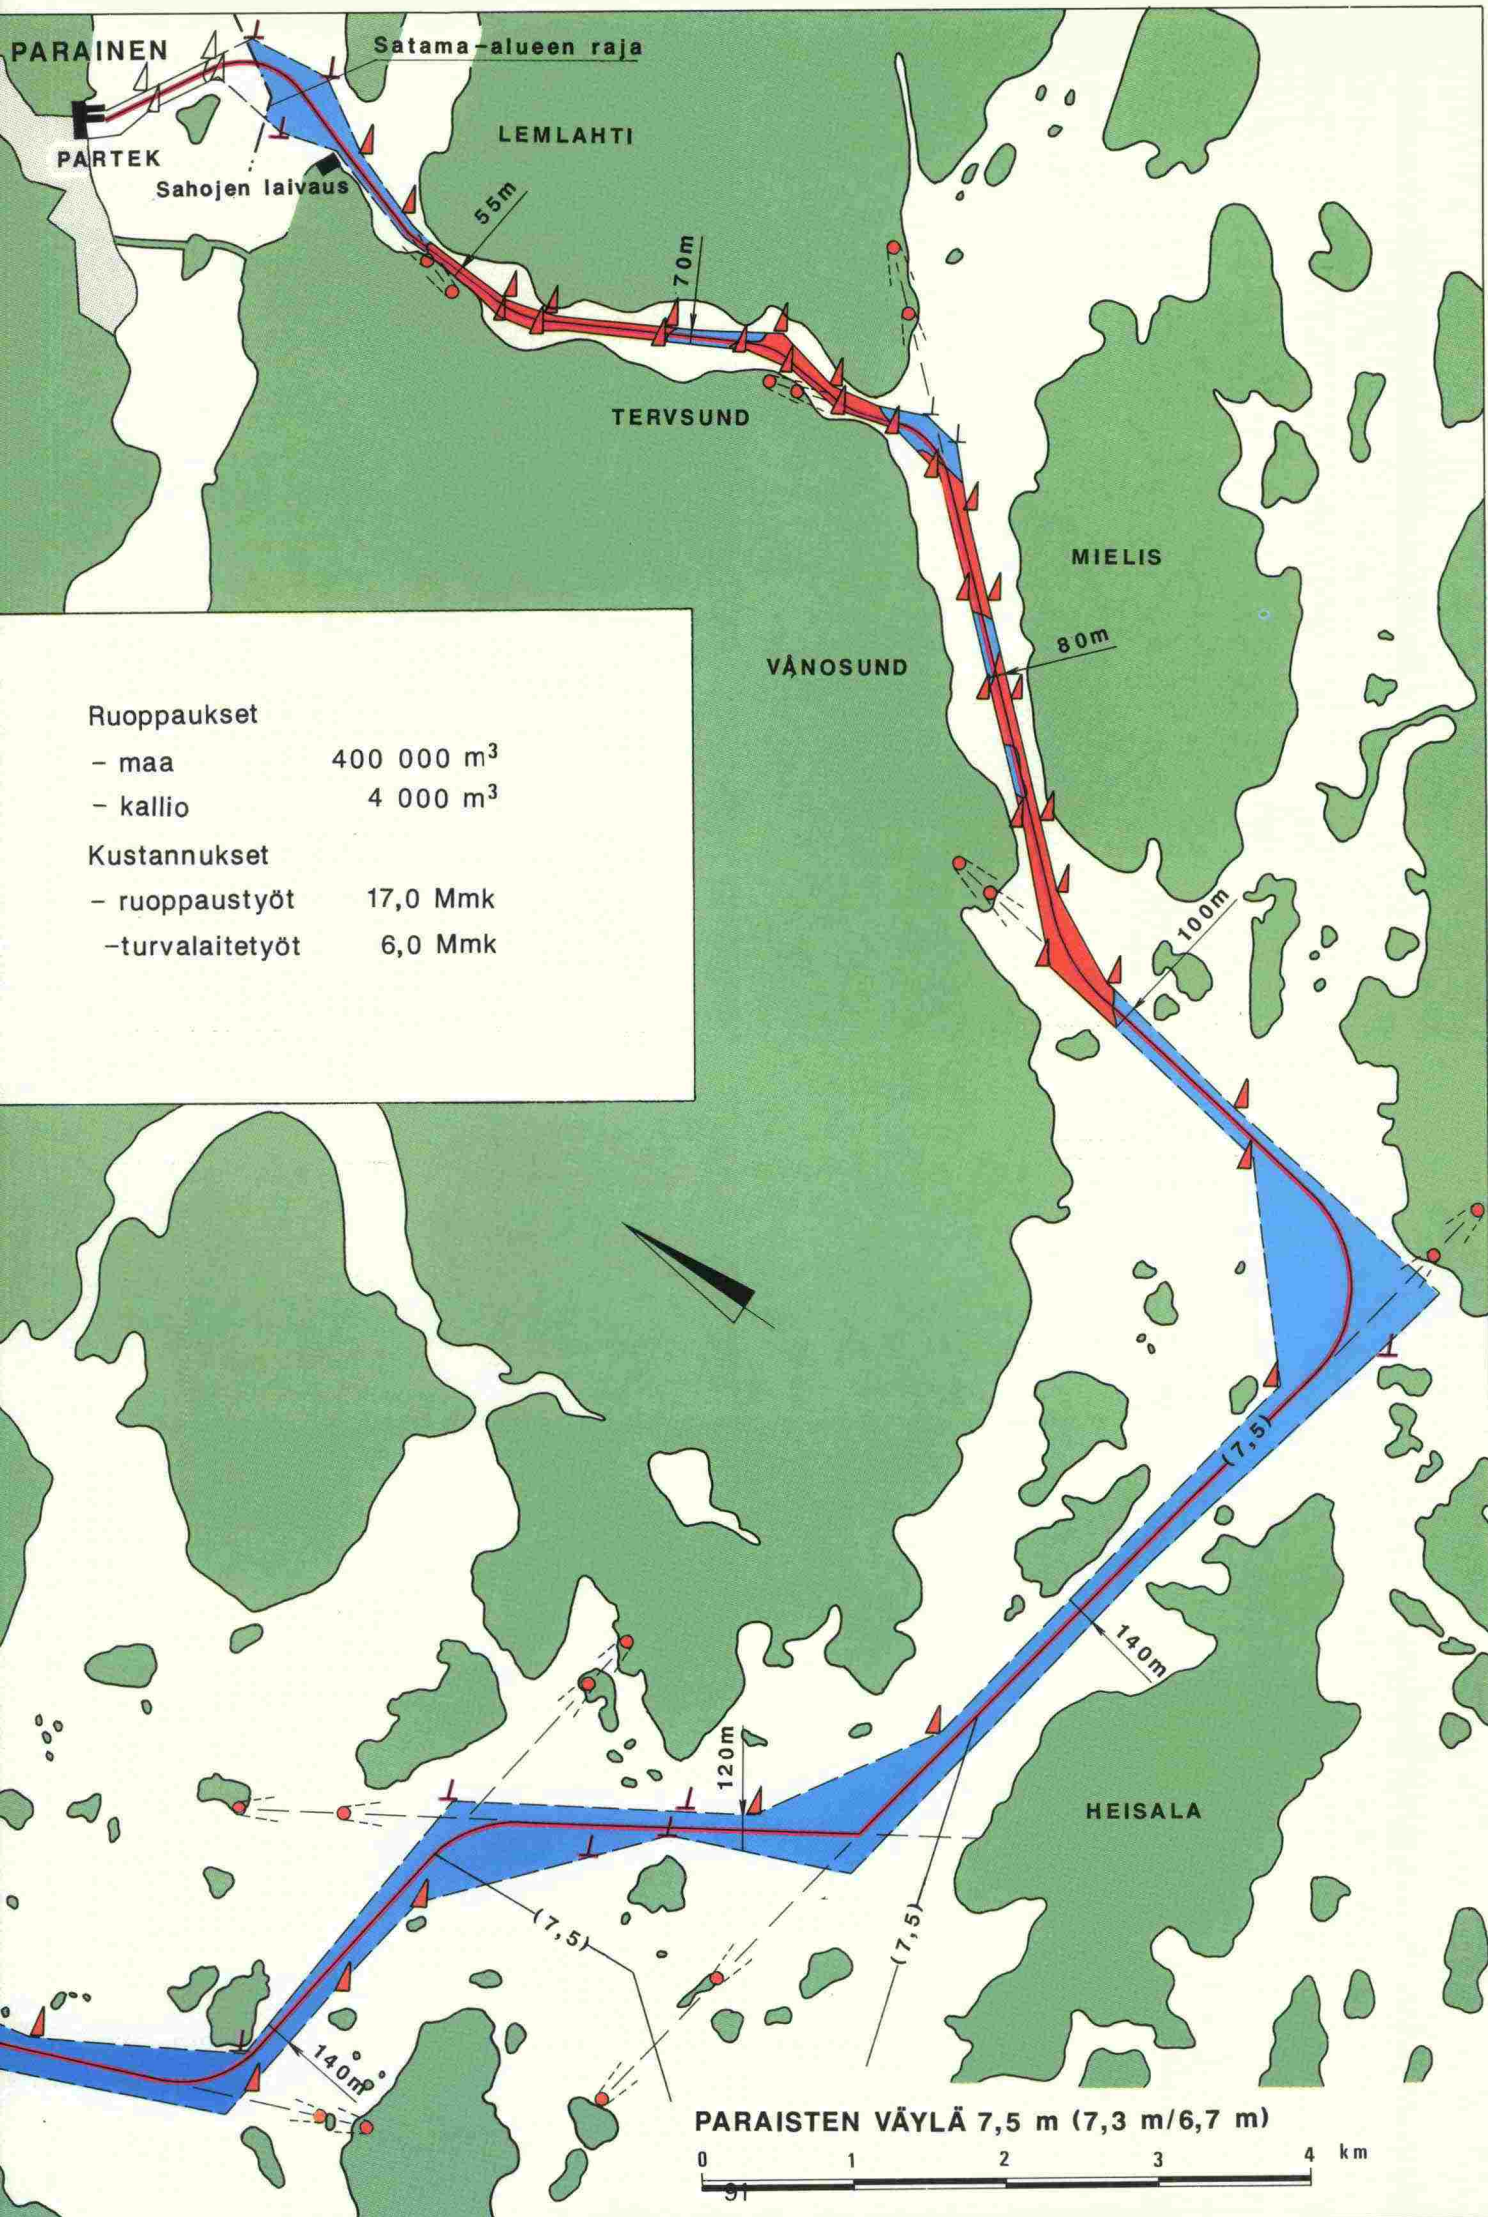 PARAINEN
Satama-alueen raja
PARTEK
Sahojen laivaus
LEMLAHTI
55m
70m
TERVSUND
MIELIS
80m
VÅNOSUND
Ruoppaukset
- maa 400 000 m³
- kallio 4 000 m³
Kustannukset
- ruoppaustyöt 17,0 Mmk
-turvalaitetyöt 6,0 Mmk
100m
(7,5)
140m
120m
HEISALA
(7,5)
(7,5)
140m
PARAISTEN VÄYLÄ 7,5 m (7,3 m/6,7 m)
0 1 2 3 4 km
91